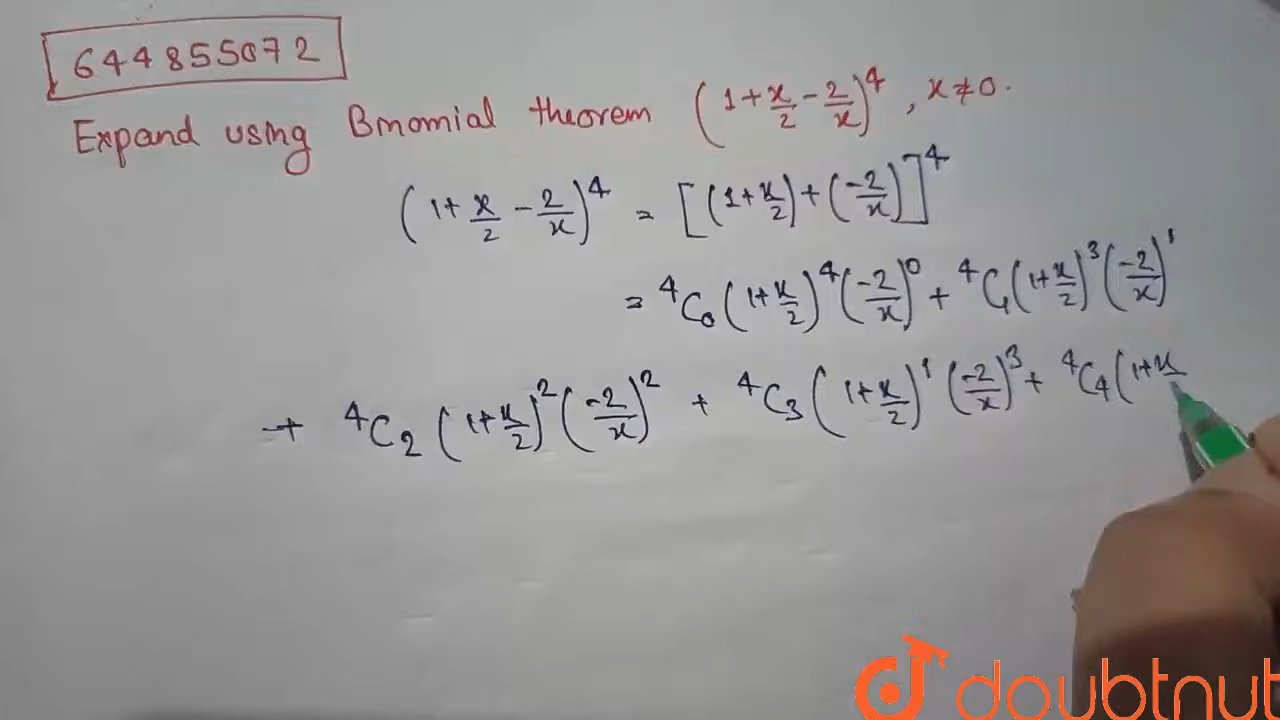 644855072
Expand using Binomial theorem (1+x/2-2/x)^4, x≠0.
(1+x/2-2/x)^4 = [(1+x/2)+(-2/x)]^4
= ⁴C₀(1+x/2)^4(-2/x)^0 + ⁴C₁(1+x/2)^3(-2/x)^1
+ ⁴C₂(1+x/2)^2(-2/x)^2 + ⁴C₃(1+x/2)^1(-2/x)^3 + ⁴C₄(1+x
doubtnut